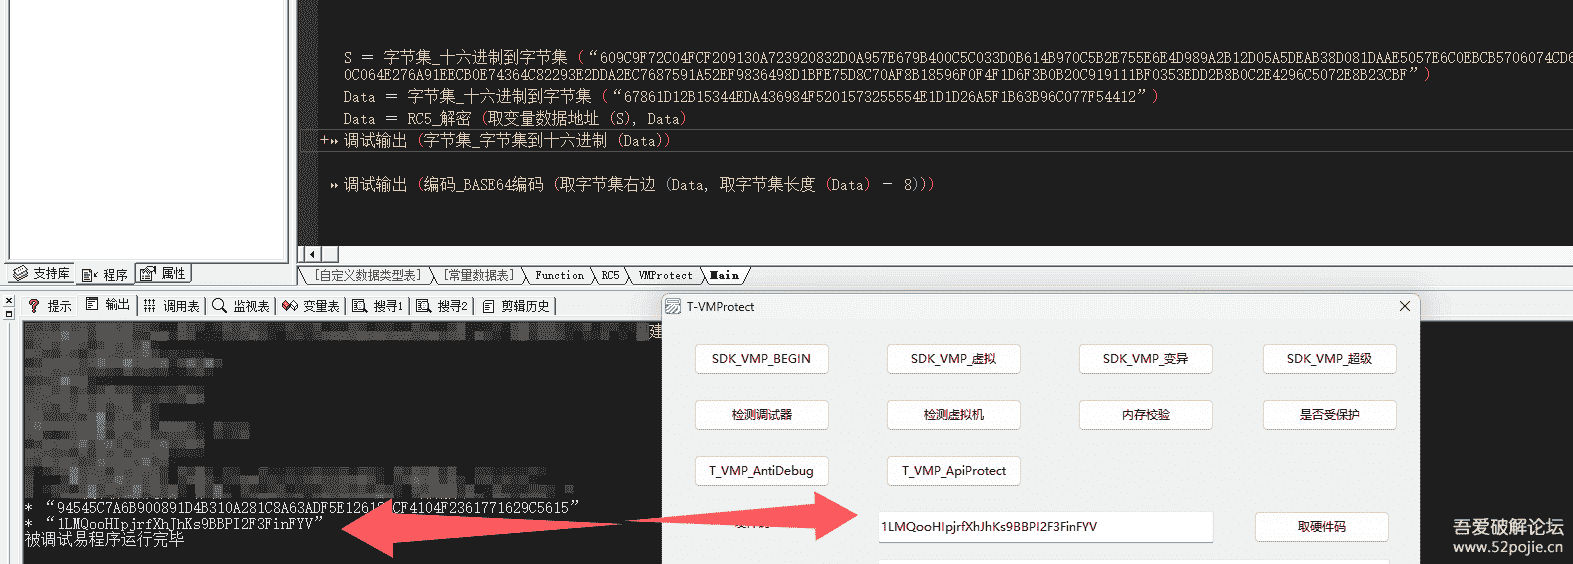 S = 字节集_十六进制到字节集 (“609C9F72C04FCF209130A723920832D0A957E679B400C5C033D0B614B970C5B2E755E6E4D989A2B12D05A5DEAB38D081DAAE5057E6C0EBCB5706074CD6
0C064E276A91EECB0E74364C82293E2DDA2EC7687591A52EF9836498D1BFE75D8C70AF8B18596F0F4F1D6F3B0B20C919111BF0353EDD2B8B0C2E4296C5072E8B23CBF”)
Data = 字节集_十六进制到字节集 (“67861D12B15344EDA436984F5201573255554E1D1D26A5F1B63B96C077F54412”)
Data = RC5_解密 (取变量数据地址 (S), Data)
调试输出 (字节集_字节集到十六进制 (Data))
调试输出 (编码_BASE64编码 (取字节集右边 (Data, 取字节集长度 (Data) - 8)))
支持库 程序 属性
[自定义数据类型表] [常量数据表] Function RC5 VMProtect Main
提示 输出 调用表 监视表 变量表 搜寻1 搜寻2 剪辑历史
建
T-VMProtect
SDK_VMP_BEGIN SDK_VMP_虚拟 SDK_VMP_变异 SDK_VMP_超级
检测调试器 检测虚拟机 内存校验 是否受保护
T_VMP_AntiDebug T_VMP_ApiProtect
* “94545C7A6B900891D4B310A281C8A63ADF5E1261 CF4104F2361771629C5615”
* “1LMQooHIpjrfXhJhKs9BBPI2F3FinFYV”
被调试易程序运行完毕
1LMQooHIpjrfXhJhKs9BBPI2F3FinFYV 取硬件码
吾爱破解论坛
www.52pojie.cn